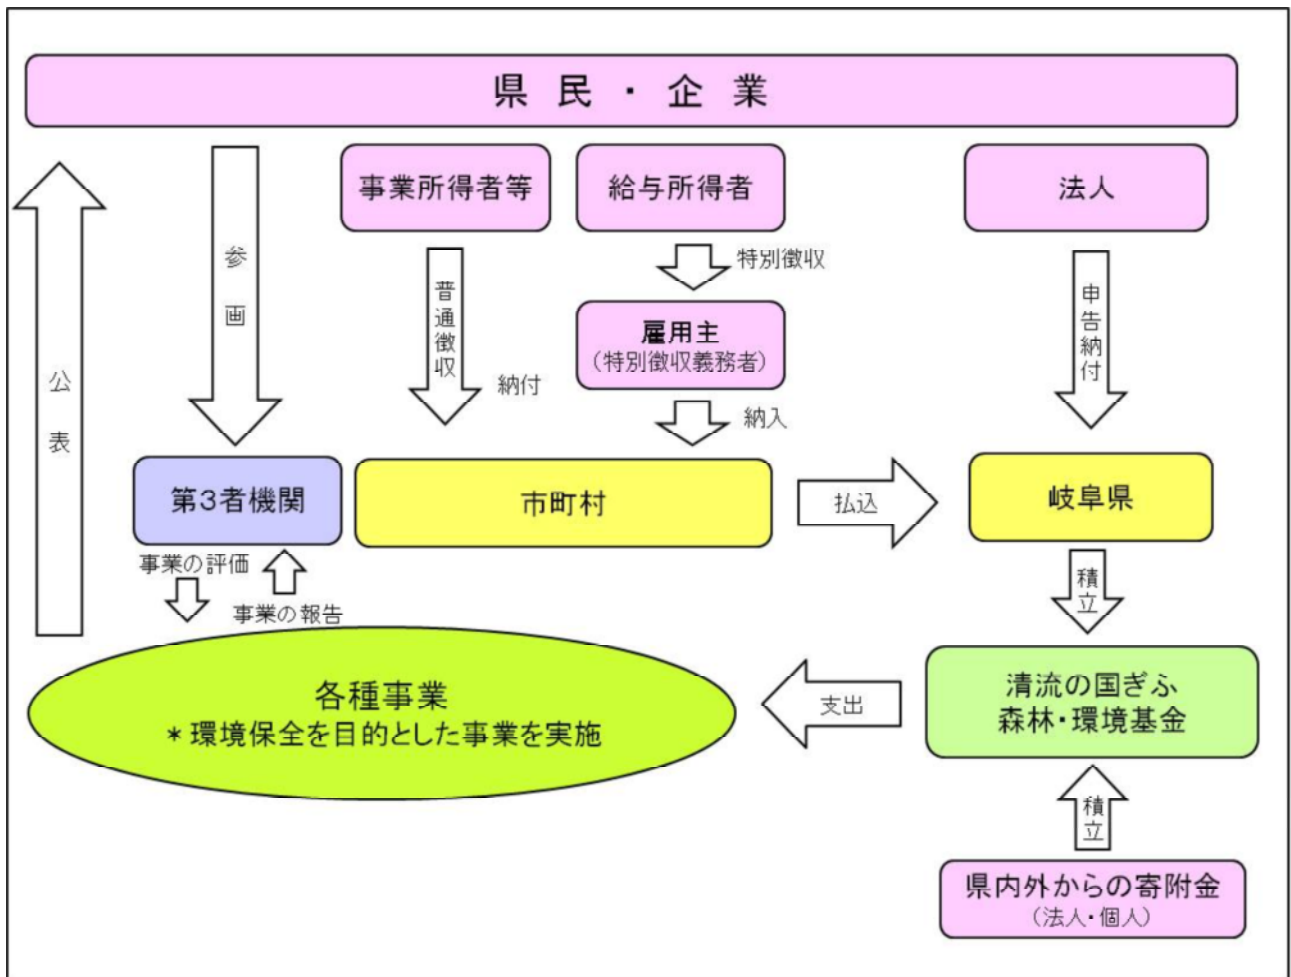 県民・企業
事業所得者等
給与所得者
法人
参画
普通徴収
納付
特別徴収
雇用主
(特別徴収義務者)
納入
申告納付
公表
第3者機関
市町村
払込
岐阜県
事業の評価
事業の報告
積立
各種事業
*環境保全を目的とした事業を実施
支出
清流の国ぎふ
森林・環境基金
積立
県内外からの寄附金
(法人・個人)